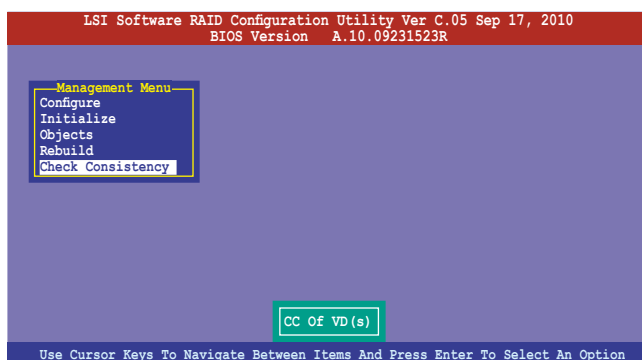 LSI Software RAID Configuration Utility Ver C.05 Sep 17, 2010
BIOS Version A.10.09231523R
Management Menu
Configure
Initialize
Objects
Rebuild
Check Consistency
CC Of VD(s)
Use Cursor Keys To Navigate Between Items And Press Enter To Select An Option